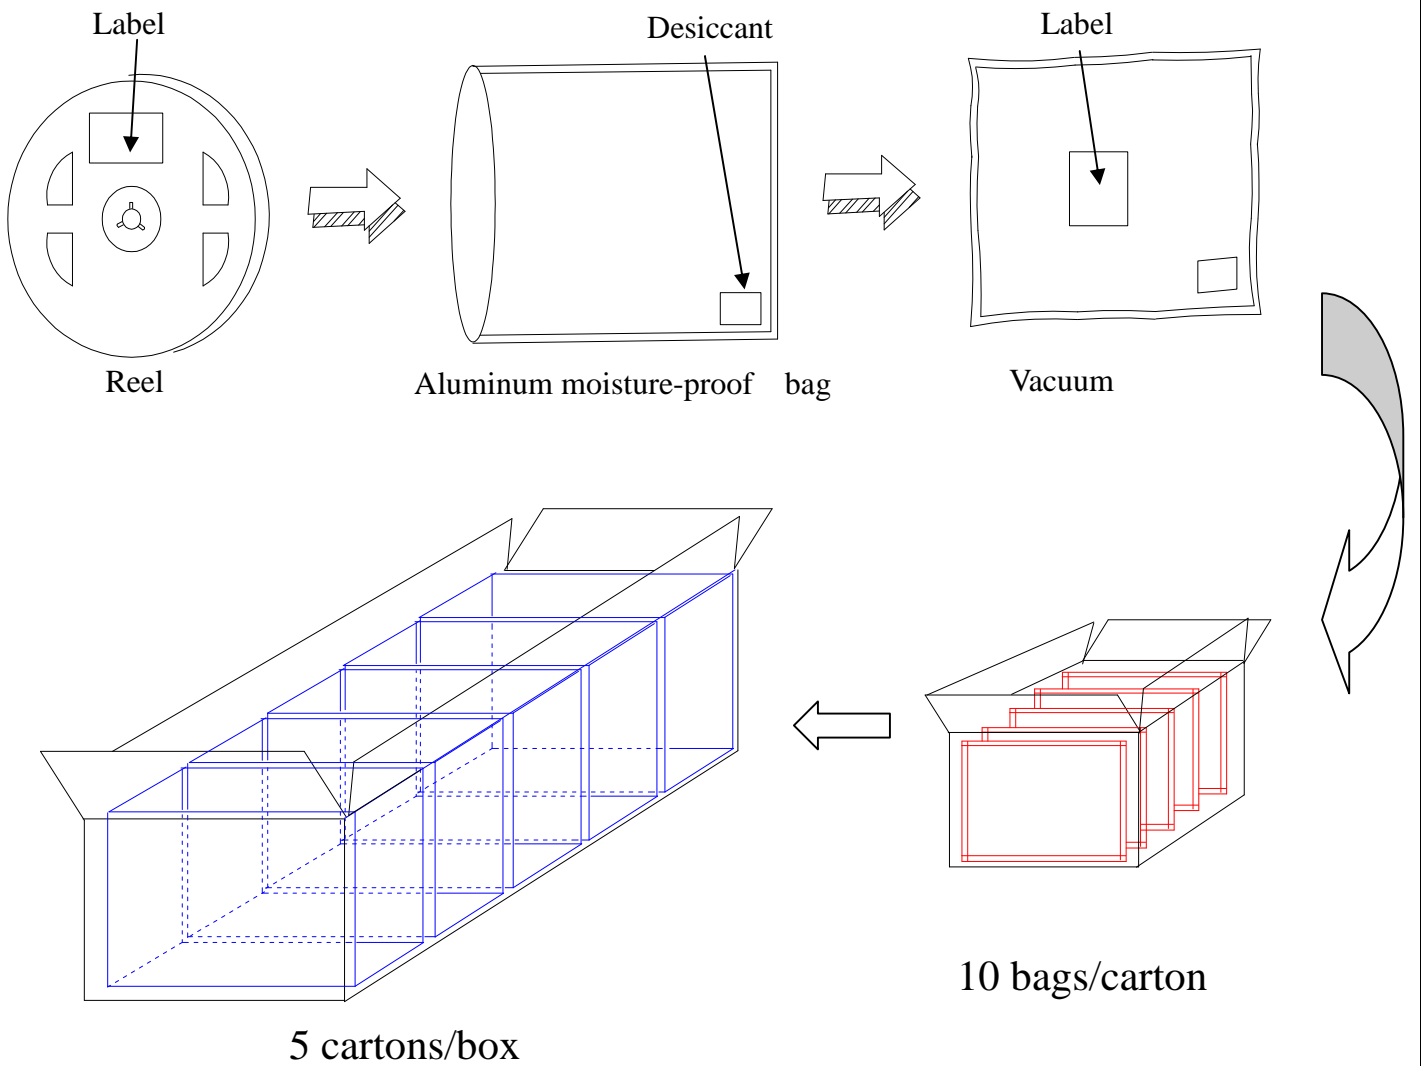 Label
Desiccant
Label
Reel
Aluminum moisture-proof bag
Vacuum
10 bags/carton
5 cartons/box